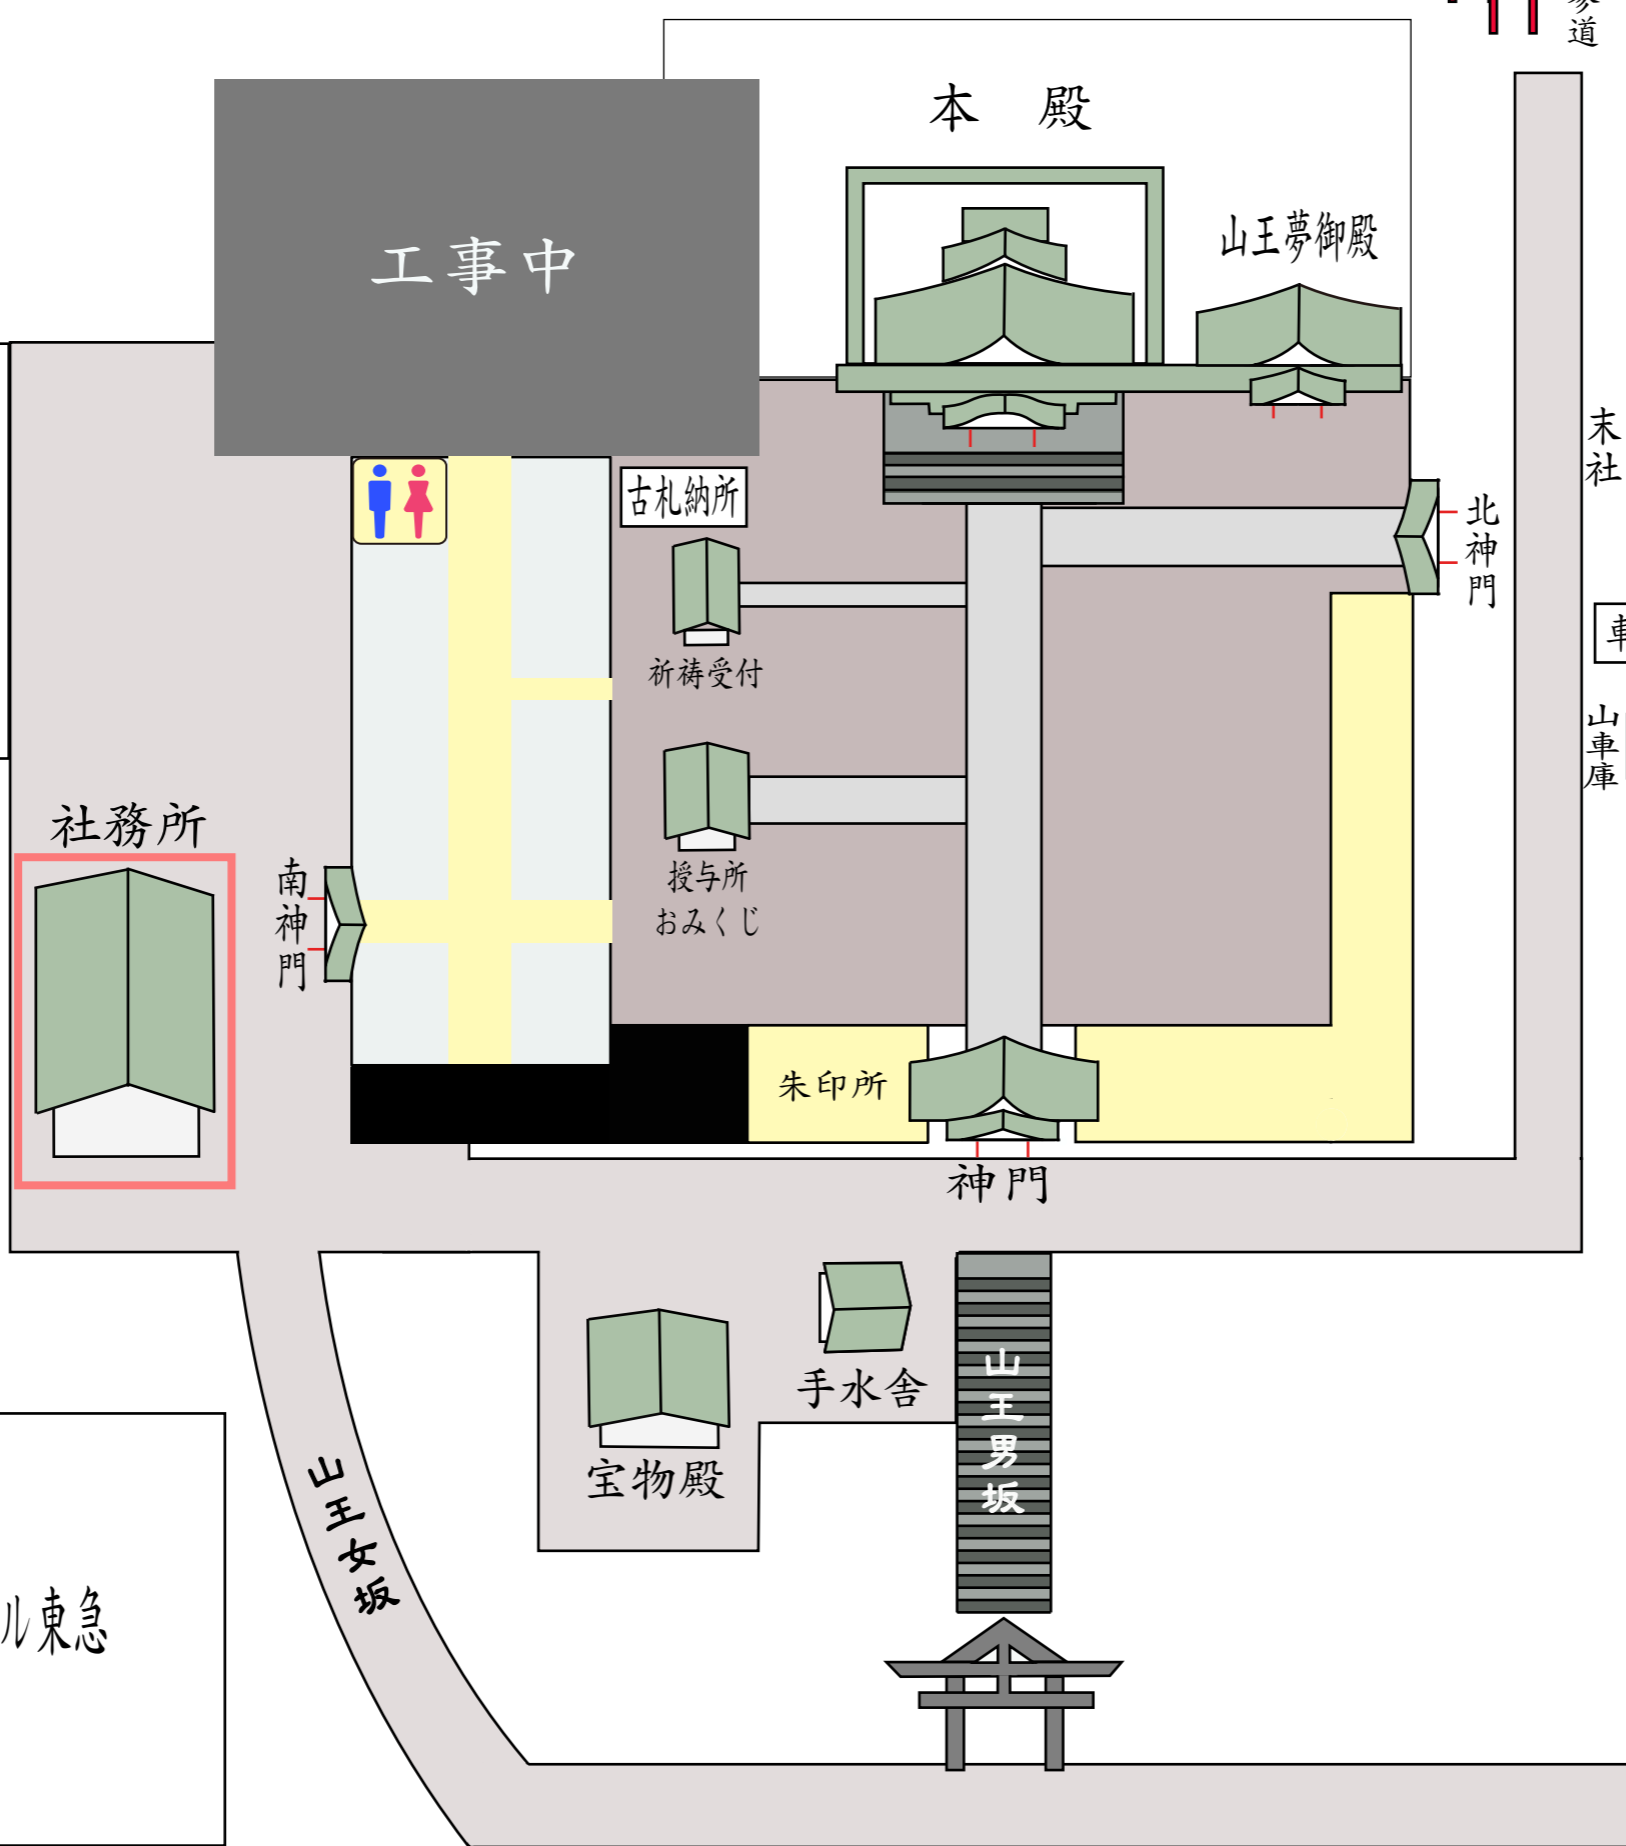 道
本殿
山王夢御殿
工事中
末社
古札納所
北神門
祈祷受付
山車庫
社務所
南神門
授与所
おみくじ
朱印所
神門
手水舎
山王男坂
宝物殿
山王女坂
ル東急